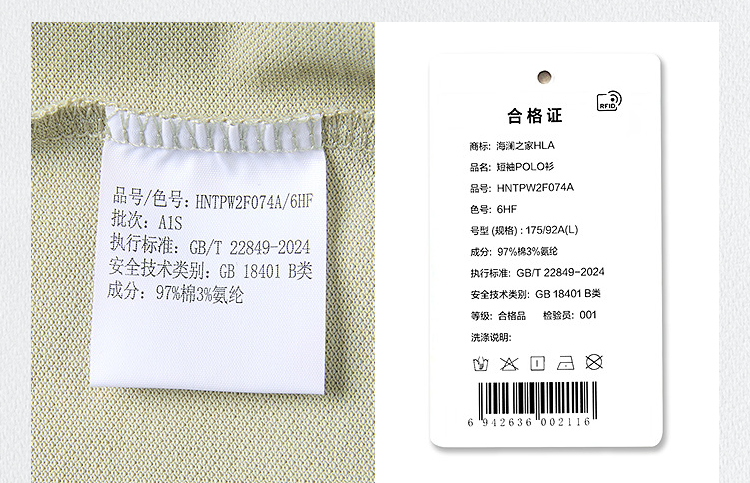 品号/色号: HNTPW2F074A/6HF
批次: A1S
执行标准: GB/T 22849-2024
安全技术类别: GB 18401 B类
成分: 97%棉3%氨纶
RFID
合格证
商标: 海澜之家HLA
品名: 短袖POLO衫
品号: HNTPW2F074A
色号: 6HF
号型 (规格) : 175/92A(L)
成分: 97%棉3%氨纶
执行标准: GB/T 22849-2024
安全技术类别: GB 18401 B类
等级: 合格品 检验员: 001
洗涤说明:
6 942636 002116